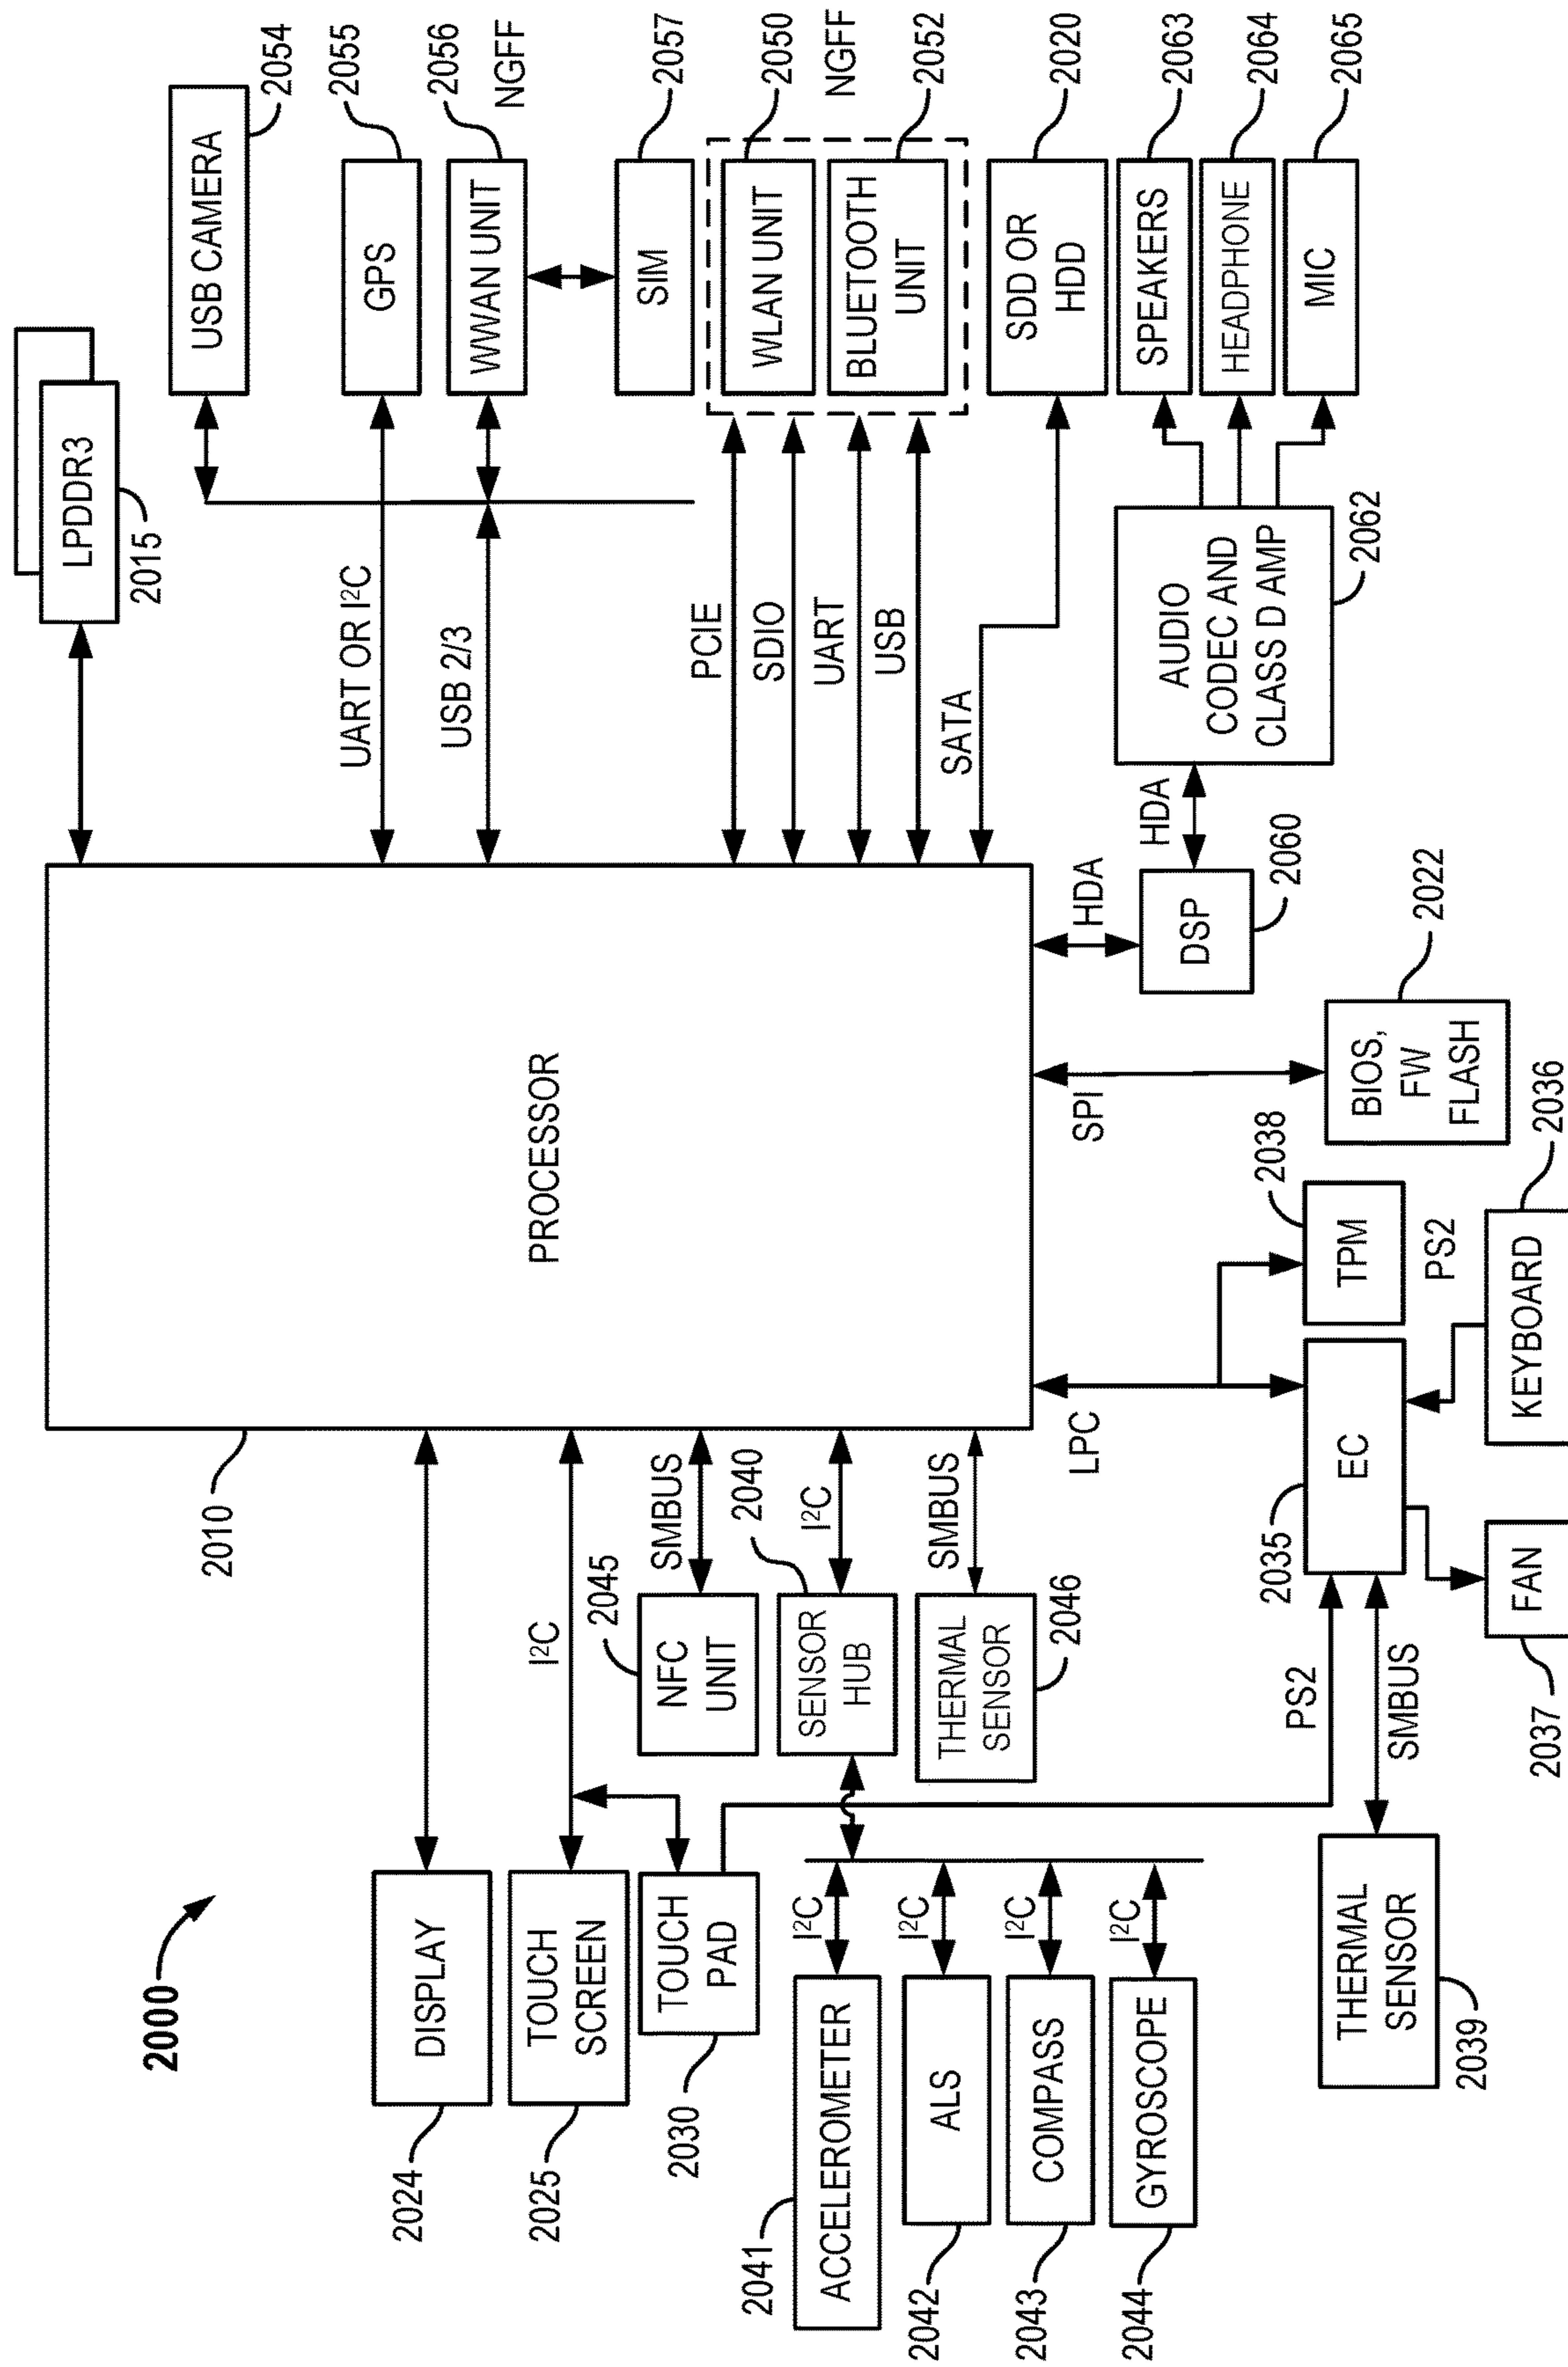 2000
LPDDR3
2015
PROCESSOR
2010
DISPLAY
2024
TOUCH
SCREEN
2025
I²C
TOUCH
PAD
2030
NFC
UNIT
2045
SMBUS
SENSOR
HUB
2040
I²C
THERMAL
SENSOR
2046
SMBUS
ACCELEROMETER
2041
I²C
ALS
2042
I²C
COMPASS
2043
I²C
GYROSCOPE
2044
I²C
THERMAL
SENSOR
2039
PS2
SMBUS
EC
2035
LPC
FAN
2037
KEYBOARD
2036
PS2
TPM
2038
BIOS,
FW
FLASH
2022
SPI
DSP
2060
HDA
HDA
AUDIO
CODEC AND
CLASS D AMP
2062
USB CAMERA
2054
GPS
2055
UART OR I²C
WWAN UNIT
2056
NGFF
USB 2/3
SIM
2057
WLAN UNIT
2050
BLUETOOTH
UNIT
2052
NGFF
PCIE
SDIO
UART
USB
SDD OR
HDD
2020
SATA
SPEAKERS
2063
HEADPHONE
2064
MIC
2065